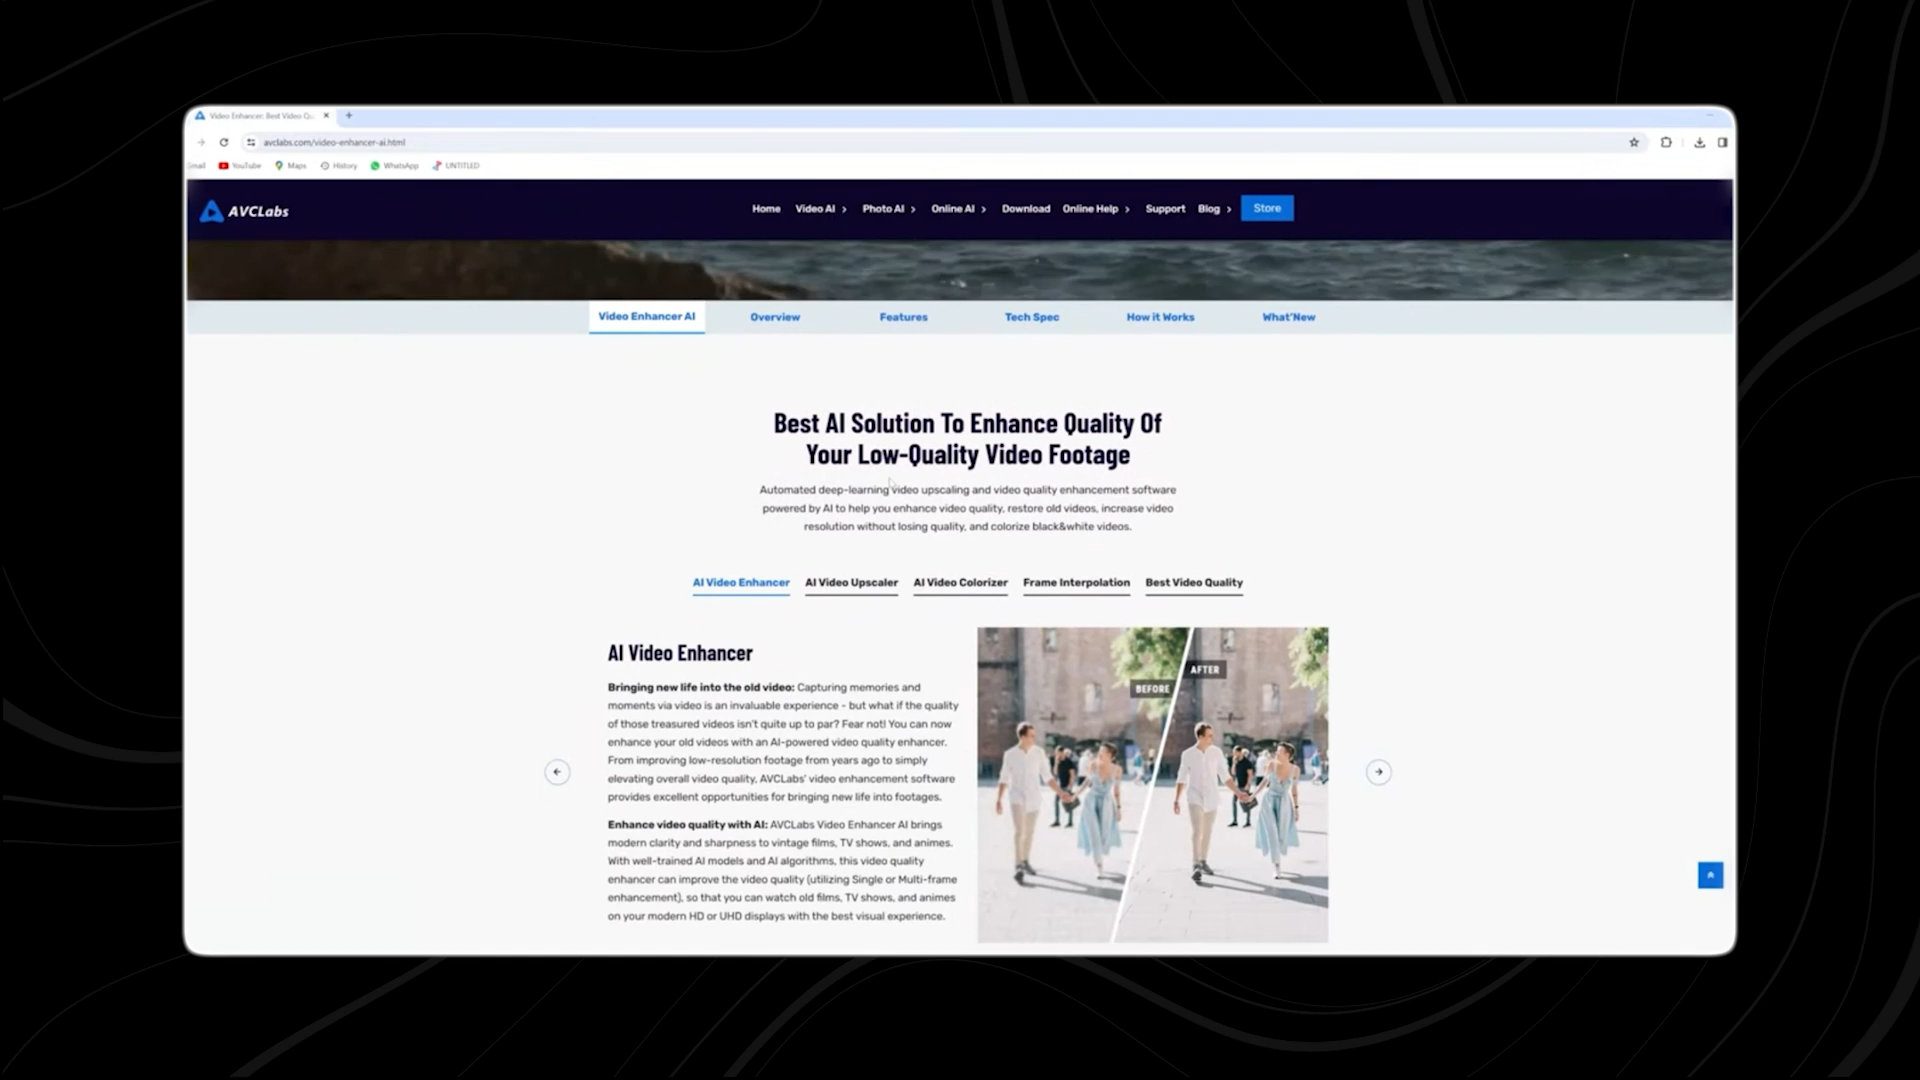 Video Enhancer: Best Video Qu...
avclabs.com/video-enhancer-ai.html
YouTube Maps History WhatsApp UNTITLED
AVCLabs
Home Video AI Photo AI Online AI Download Online Help Support Blog Store
Video Enhancer AI Overview Features Tech Spec How it Works What'New
Best AI Solution To Enhance Quality Of
Your Low-Quality Video Footage
Automated deep-learning video upscaling and video quality enhancement software
powered by AI to help you enhance video quality, restore old videos, increase video
resolution without losing quality, and colorize black&white videos.
AI Video Enhancer AI Video Upscaler AI Video Colorizer Frame Interpolation Best Video Quality
AI Video Enhancer
Bringing new life into the old video: Capturing memories and
moments via video is an invaluable experience - but what if the quality
of those treasured videos isn't quite up to par? Fear not! You can now
enhance your old videos with an AI-powered video quality enhancer.
From improving low-resolution footage from years ago to simply
elevating overall video quality, AVCLabs' video enhancement software
provides excellent opportunities for bringing new life into footages.
Enhance video quality with AI: AVCLabs Video Enhancer AI brings
modern clarity and sharpness to vintage films, TV shows, and animes.
With well-trained AI models and AI algorithms, this video quality
enhancer can improve the video quality (utilizing Single or Multi-frame
enhancement), so that you can watch old films, TV shows, and animes
on your modern HD or UHD displays with the best visual experience.
AFTER
BEFORE